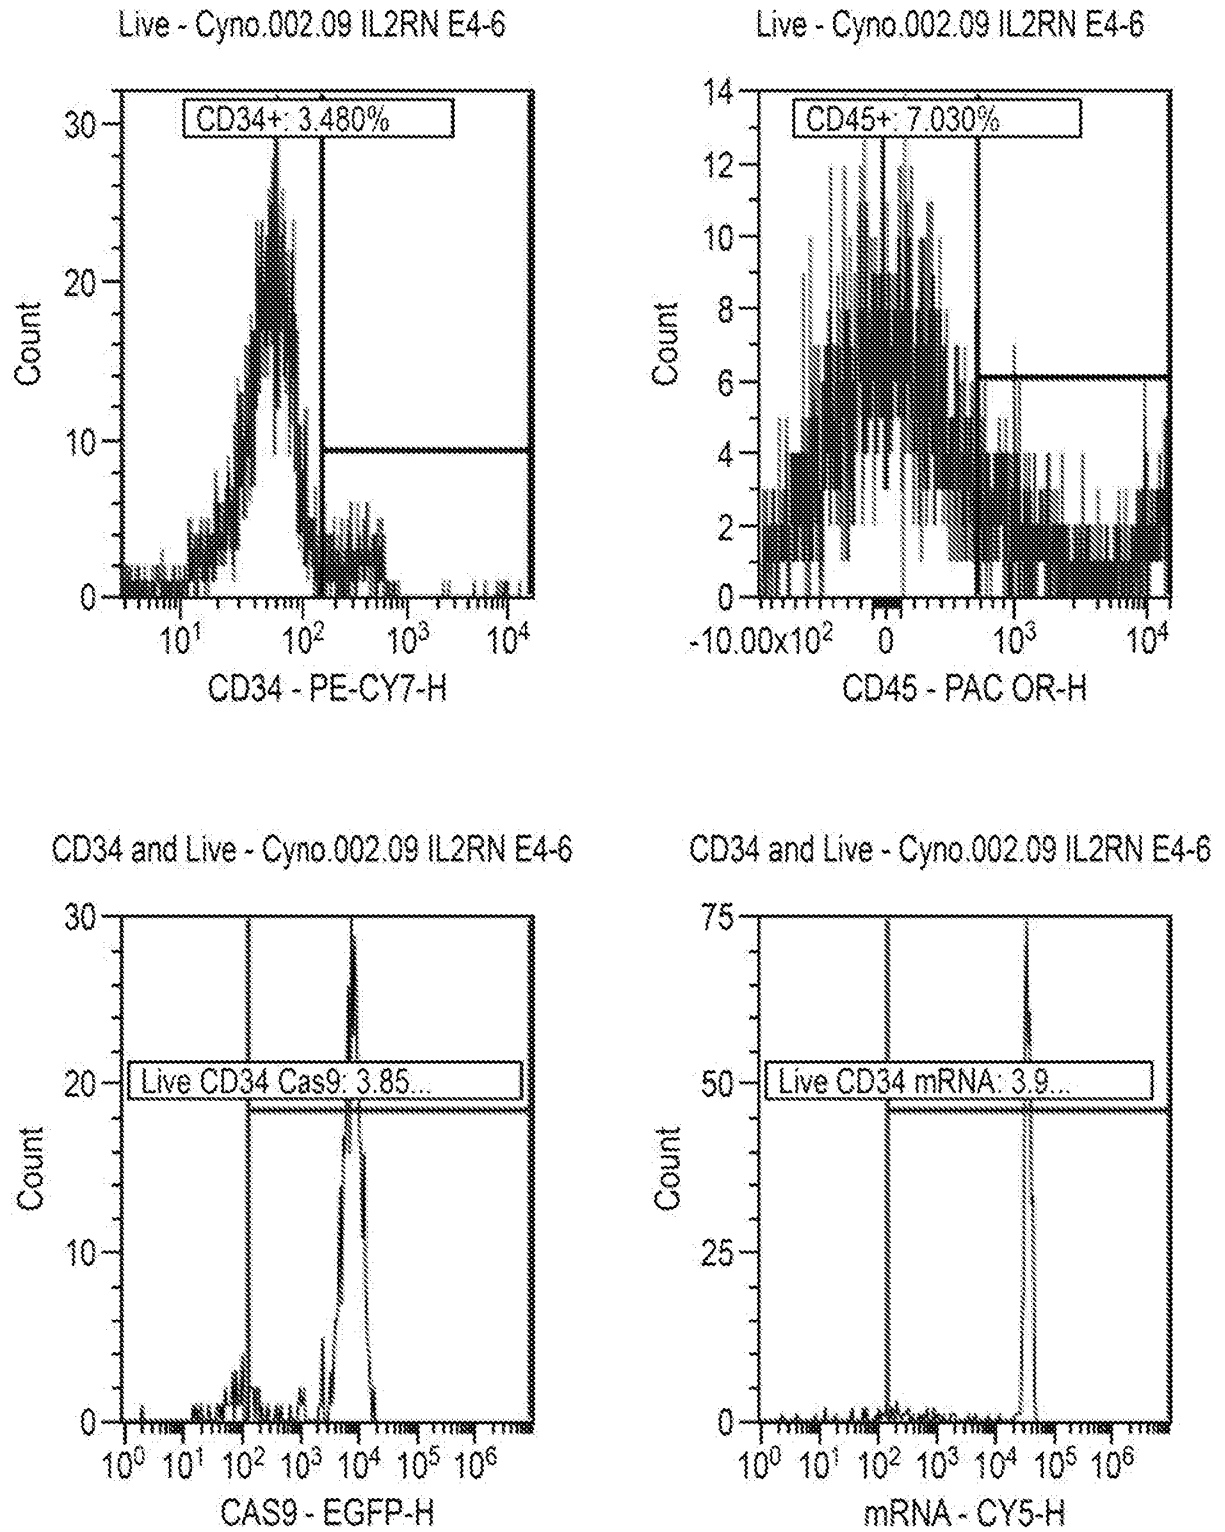 Live - Cyno.002.09 IL2RN E4-6
CD34+: 3.480%
30
20
10
0
Count
10¹ 10² 10³ 10⁴
CD34 - PE-CY7-H
Live - Cyno.002.09 IL2RN E4-6
CD45+: 7.030%
14
12
10
8
6
4
2
0
Count
-10.00x10² 0 10³ 10⁴
CD45 - PAC OR-H
CD34 and Live - Cyno.002.09 IL2RN E4-6
30
20
10
0
Live CD34 Cas9: 3.85...
Count
10⁰ 10¹ 10² 10³ 10⁴ 10⁵ 10⁶
CAS9 - EGFP-H
CD34 and Live - Cyno.002.09 IL2RN E4-6
75
50
25
0
Live CD34 mRNA: 3.9...
Count
10⁰ 10¹ 10² 10³ 10⁴ 10⁵ 10⁶
mRNA - CY5-H